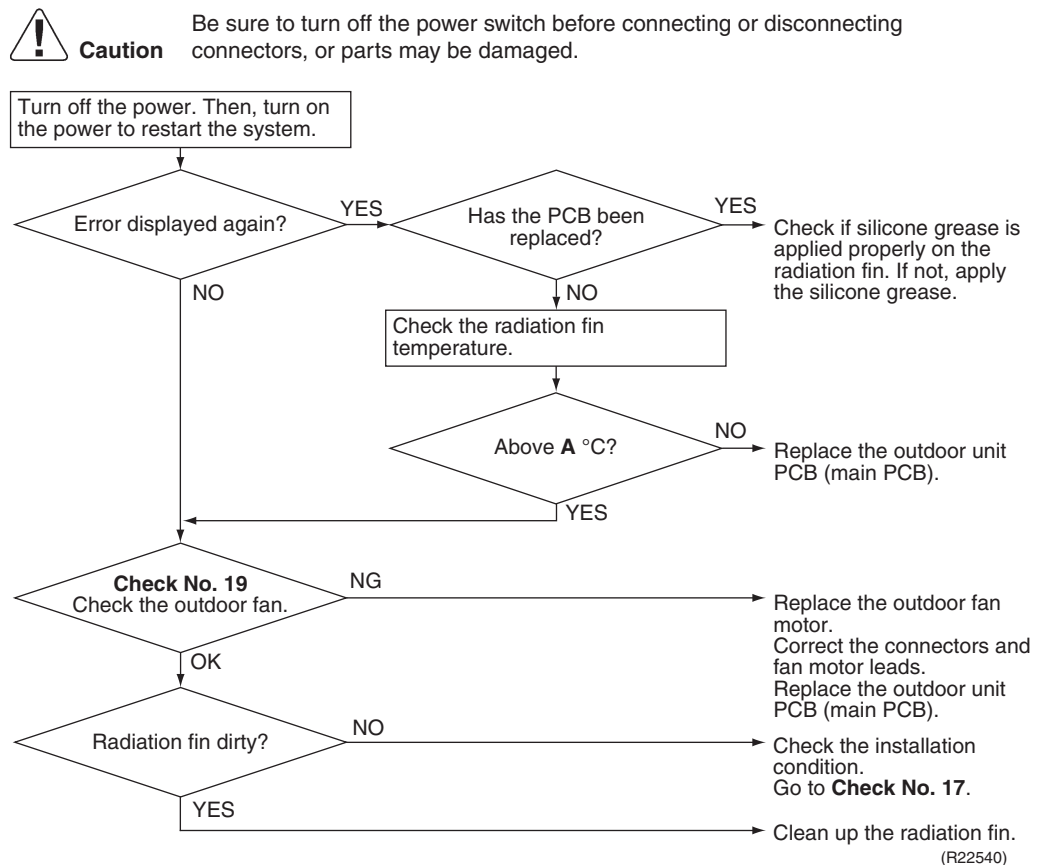 Be sure to turn off the power switch before connecting or disconnecting
Caution connectors, or parts may be damaged.
Turn off the power. Then, turn on
the power to restart the system.
Error displayed again?
YES
Has the PCB been
replaced?
YES
Check if silicone grease is
applied properly on the
radiation fin. If not, apply
the silicone grease.
NO
NO
Check the radiation fin
temperature.
Above A °C?
NO
Replace the outdoor unit
PCB (main PCB).
YES
Check No. 19
Check the outdoor fan.
NG
Replace the outdoor fan
motor.
Correct the connectors and
fan motor leads.
Replace the outdoor unit
PCB (main PCB).
OK
Radiation fin dirty?
NO
Check the installation
condition.
Go to Check No. 17.
YES
Clean up the radiation fin.
(R22540)